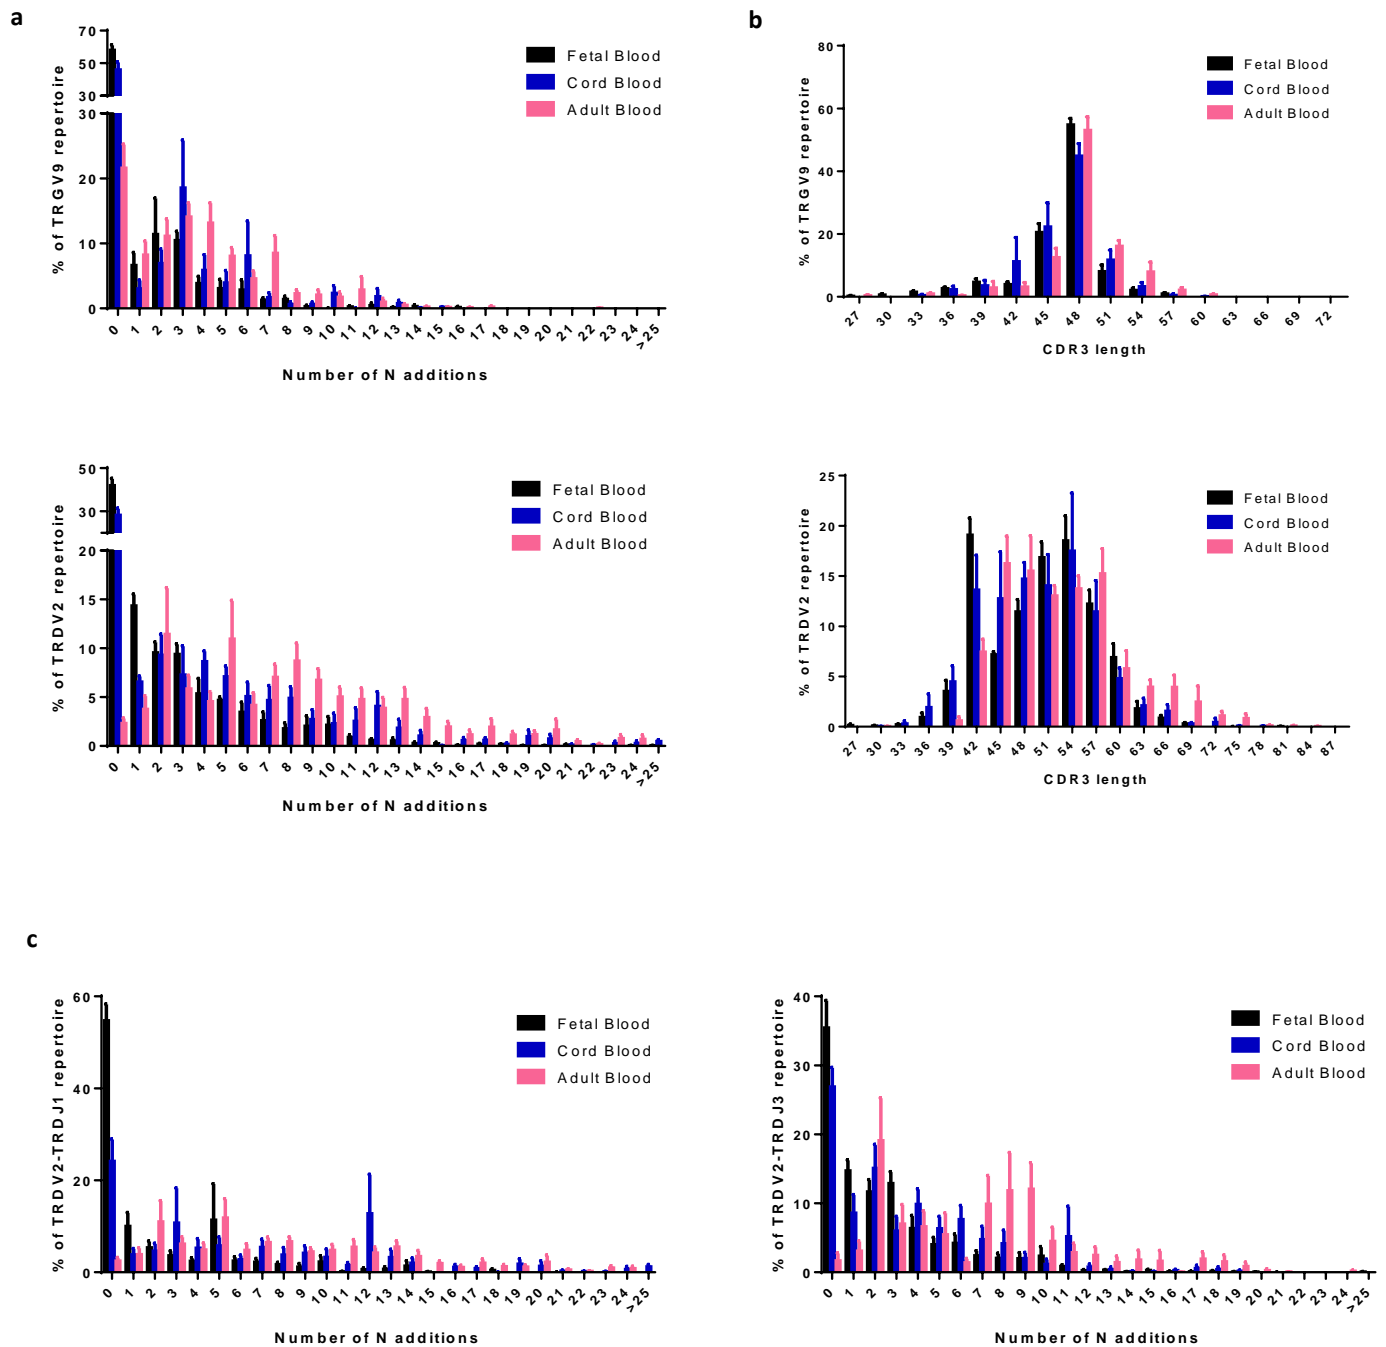 a
% of TRGV9 repertoire
70
50
30
30
20
10
0
Fetal Blood
Cord Blood
Adult Blood
0 1 2 3 4 5 6 7 8 9 10 11 12 13 14 15 16 17 18 19 20 21 22 23 24 >25
Number of N additions
b
% of TRGV9 repertoire
80
60
40
20
0
Fetal Blood
Cord Blood
Adult Blood
27 30 33 36 39 42 45 48 51 54 57 60 63 66 69 72
CDR3 length
% of TRDV2 repertoire
50
30
20
15
10
5
0
Fetal Blood
Cord Blood
Adult Blood
0 1 2 3 4 5 6 7 8 9 10 11 12 13 14 15 16 17 18 19 20 21 22 23 24 >25
Number of N additions
% of TRDV2 repertoire
25
20
15
10
5
0
Fetal Blood
Cord Blood
Adult Blood
27 30 33 36 39 42 45 48 51 54 57 60 63 66 69 72 75 78 81 84 87
CDR3 length
c
% of TRDV2-TRDJ1 repertoire
60
40
20
0
Fetal Blood
Cord Blood
Adult Blood
0 1 2 3 4 5 6 7 8 9 10 11 12 13 14 15 16 17 18 19 20 21 22 23 24 >25
Number of N additions
% of TRDV2-TRDJ3 repertoire
40
30
20
10
0
Fetal Blood
Cord Blood
Adult Blood
0 1 2 3 4 5 6 7 8 9 10 11 12 13 14 15 16 17 18 19 20 21 22 23 24 >25
Number of N additions